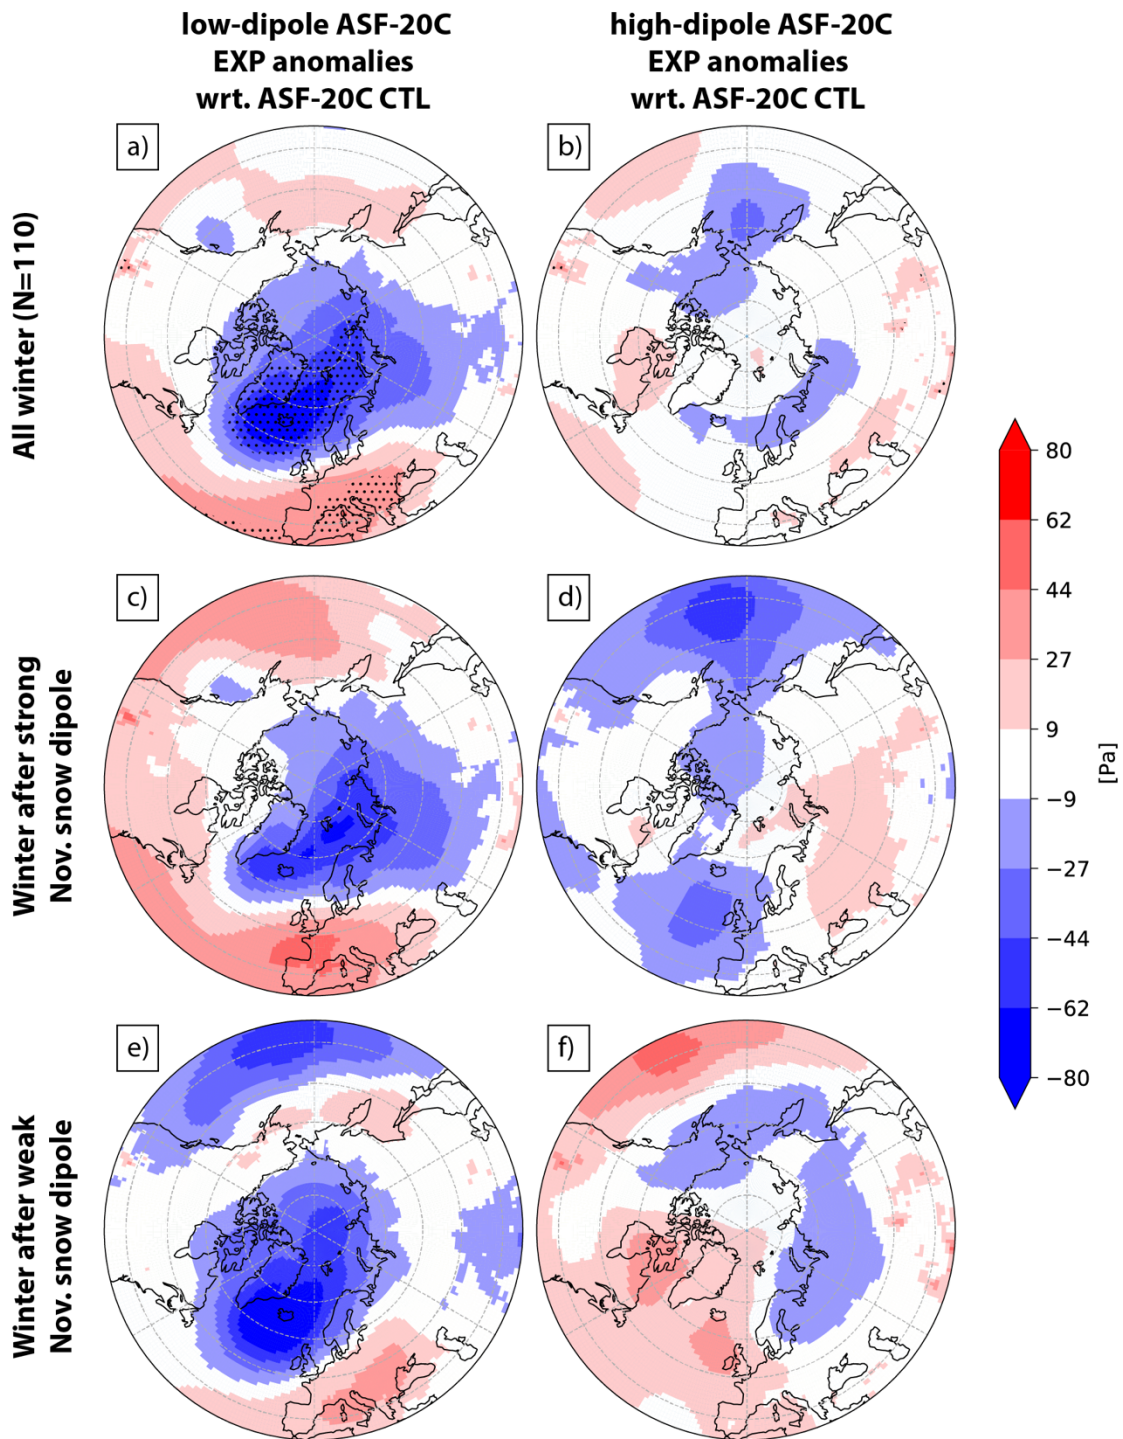 low-dipole ASF-20C
EXP anomalies
wrt. ASF-20C CTL
high-dipole ASF-20C
EXP anomalies
wrt. ASF-20C CTL
All winter (N=110)
a)
b)
Winter after strong
Nov. snow dipole
c)
d)
Winter after weak
Nov. snow dipole
e)
f)
80
62
44
27
9
−9
−27
−44
−62
−80
[Pa]